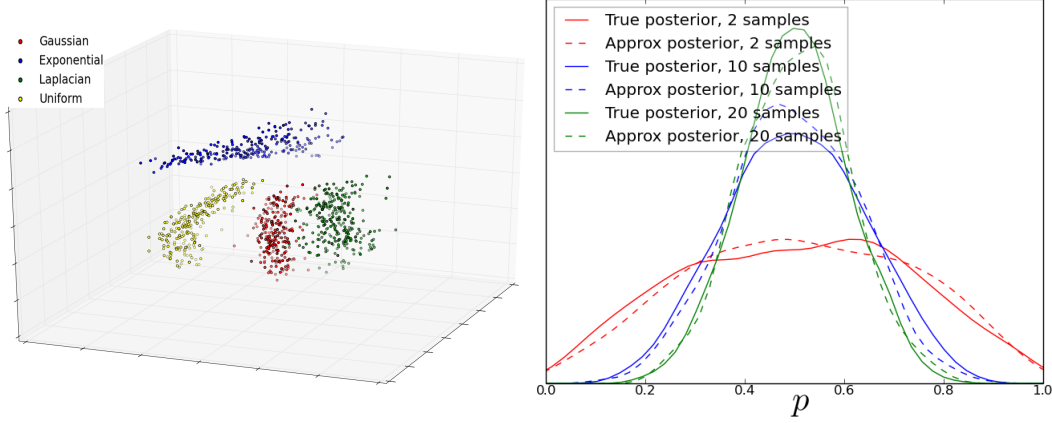 Gaussian
Exponential
Laplacian
Uniform
True posterior, 2 samples
Approx posterior, 2 samples
True posterior, 10 samples
Approx posterior, 10 samples
True posterior, 20 samples
Approx posterior, 20 samples
0.0 0.2 0.4 0.6 0.8 1.0
p